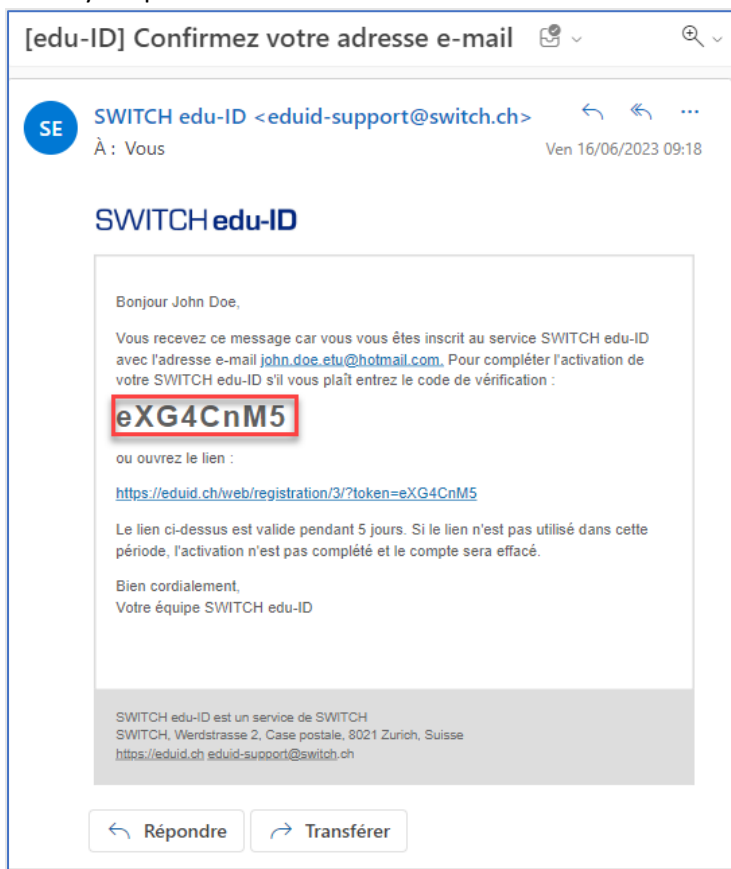 [edu-ID] Confirmez votre adresse e-mail
SE
SWITCH edu-ID <eduid-support@switch.ch>
À : Vous
Ven 16/06/2023 09:18
SWITCH edu-ID
Bonjour John Doe,
Vous recevez ce message car vous vous êtes inscrit au service SWITCH edu-ID
avec l'adresse e-mail john.doe.etu@hotmail.com. Pour compléter l'activation de
votre SWITCH edu-ID s'il vous plaît entrez le code de vérification :
eXG4CnM5
ou ouvrez le lien :
https://eduid.ch/web/registration/3/?token=eXG4CnM5
Le lien ci-dessus est valide pendant 5 jours. Si le lien n'est pas utilisé dans cette
période, l'activation n'est pas complété et le compte sera effacé.
Bien cordialement,
Votre équipe SWITCH edu-ID
SWITCH edu-ID est un service de SWITCH
SWITCH, Werdstrasse 2, Case postale, 8021 Zurich, Suisse
https://eduid.ch eduid-support@switch.ch
Répondre
Transférer